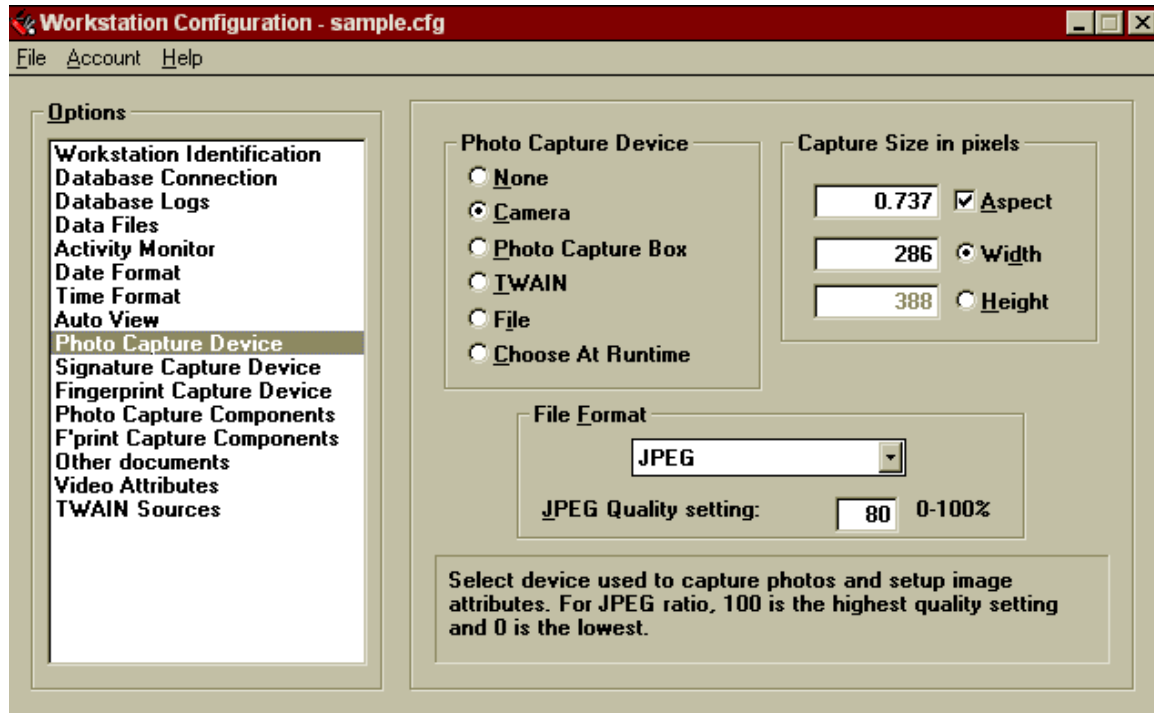 Workstation Configuration - sample.cfg
File Account Help
Options
Workstation Identification
Database Connection
Database Logs
Data Files
Activity Monitor
Date Format
Time Format
Auto View
Photo Capture Device
Signature Capture Device
Fingerprint Capture Device
Photo Capture Components
F'print Capture Components
Other documents
Video Attributes
TWAIN Sources
Photo Capture Device
None
Camera
Photo Capture Box
TWAIN
File
Choose At Runtime
Capture Size in pixels
0.737 Aspect
286 Width
388 Height
File Format
JPEG
JPEG Quality setting: 80 0-100%
Select device used to capture photos and setup image
attributes. For JPEG ratio, 100 is the highest quality setting
and 0 is the lowest.